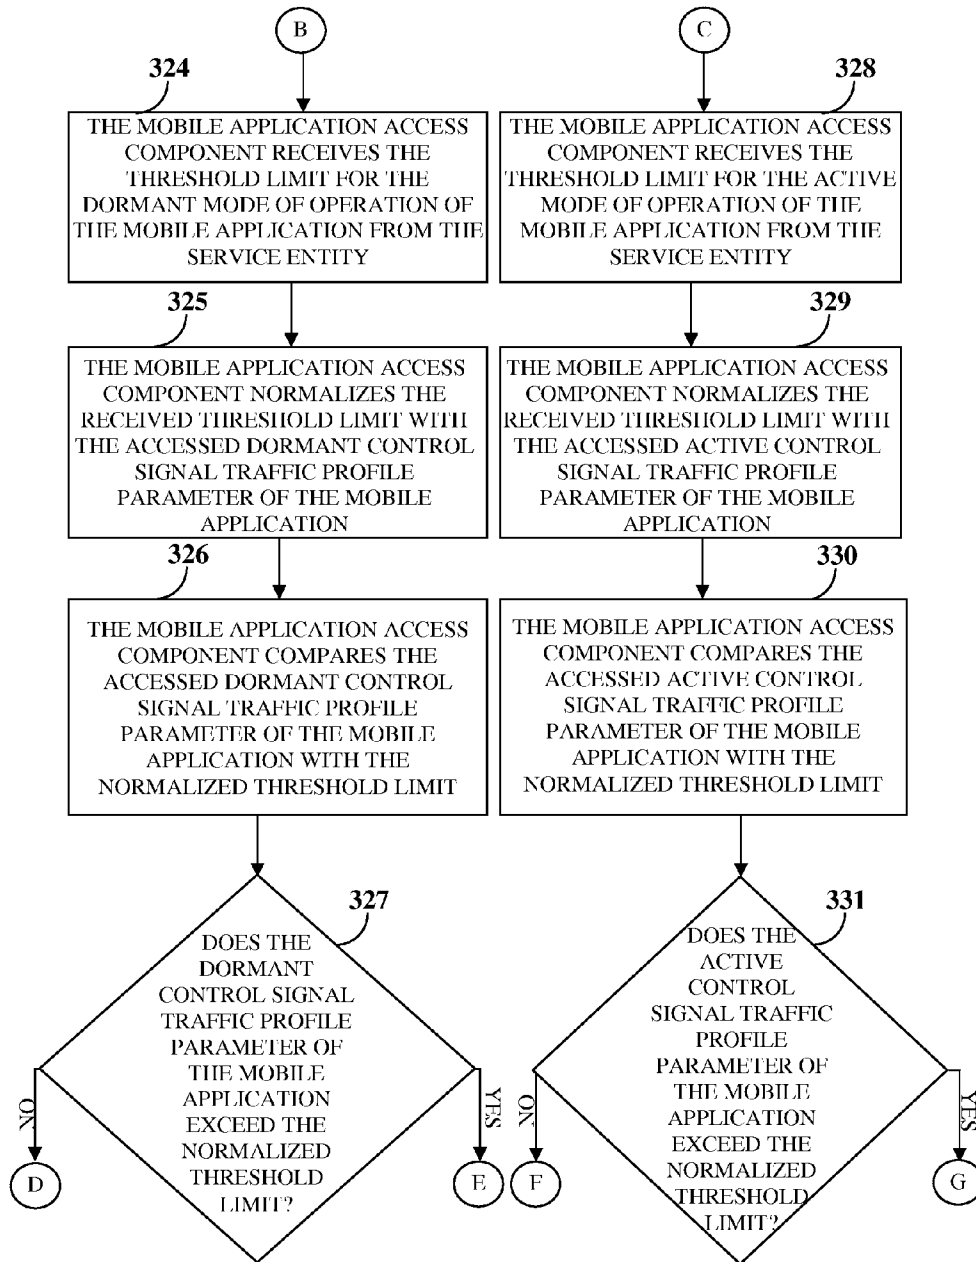 B
324
THE MOBILE APPLICATION ACCESS
COMPONENT RECEIVES THE
THRESHOLD LIMIT FOR THE
DORMANT MODE OF OPERATION OF
THE MOBILE APPLICATION FROM THE
SERVICE ENTITY
325
THE MOBILE APPLICATION ACCESS
COMPONENT NORMALIZES THE
RECEIVED THRESHOLD LIMIT WITH
THE ACCESSED DORMANT CONTROL
SIGNAL TRAFFIC PROFILE
PARAMETER OF THE MOBILE
APPLICATION
326
THE MOBILE APPLICATION ACCESS
COMPONENT COMPARES THE
ACCESSED DORMANT CONTROL
SIGNAL TRAFFIC PROFILE
PARAMETER OF THE MOBILE
APPLICATION WITH THE
NORMALIZED THRESHOLD LIMIT
327
DOES THE
DORMANT
CONTROL SIGNAL
TRAFFIC PROFILE
PARAMETER OF
THE MOBILE
APPLICATION
EXCEED THE
NORMALIZED
THRESHOLD
LIMIT?
NO
YES
D
E
C
328
THE MOBILE APPLICATION ACCESS
COMPONENT RECEIVES THE
THRESHOLD LIMIT FOR THE ACTIVE
MODE OF OPERATION OF THE
MOBILE APPLICATION FROM THE
SERVICE ENTITY
329
THE MOBILE APPLICATION ACCESS
COMPONENT NORMALIZES THE
RECEIVED THRESHOLD LIMIT WITH
THE ACCESSED ACTIVE CONTROL
SIGNAL TRAFFIC PROFILE
PARAMETER OF THE MOBILE
APPLICATION
330
THE MOBILE APPLICATION ACCESS
COMPONENT COMPARES THE
ACCESSED ACTIVE CONTROL
SIGNAL TRAFFIC PROFILE
PARAMETER OF THE MOBILE
APPLICATION WITH THE
NORMALIZED THRESHOLD LIMIT
331
DOES THE
ACTIVE
CONTROL
SIGNAL TRAFFIC
PROFILE
PARAMETER OF
THE MOBILE
APPLICATION
EXCEED THE
NORMALIZED
THRESHOLD
LIMIT?
NO
YES
F
G